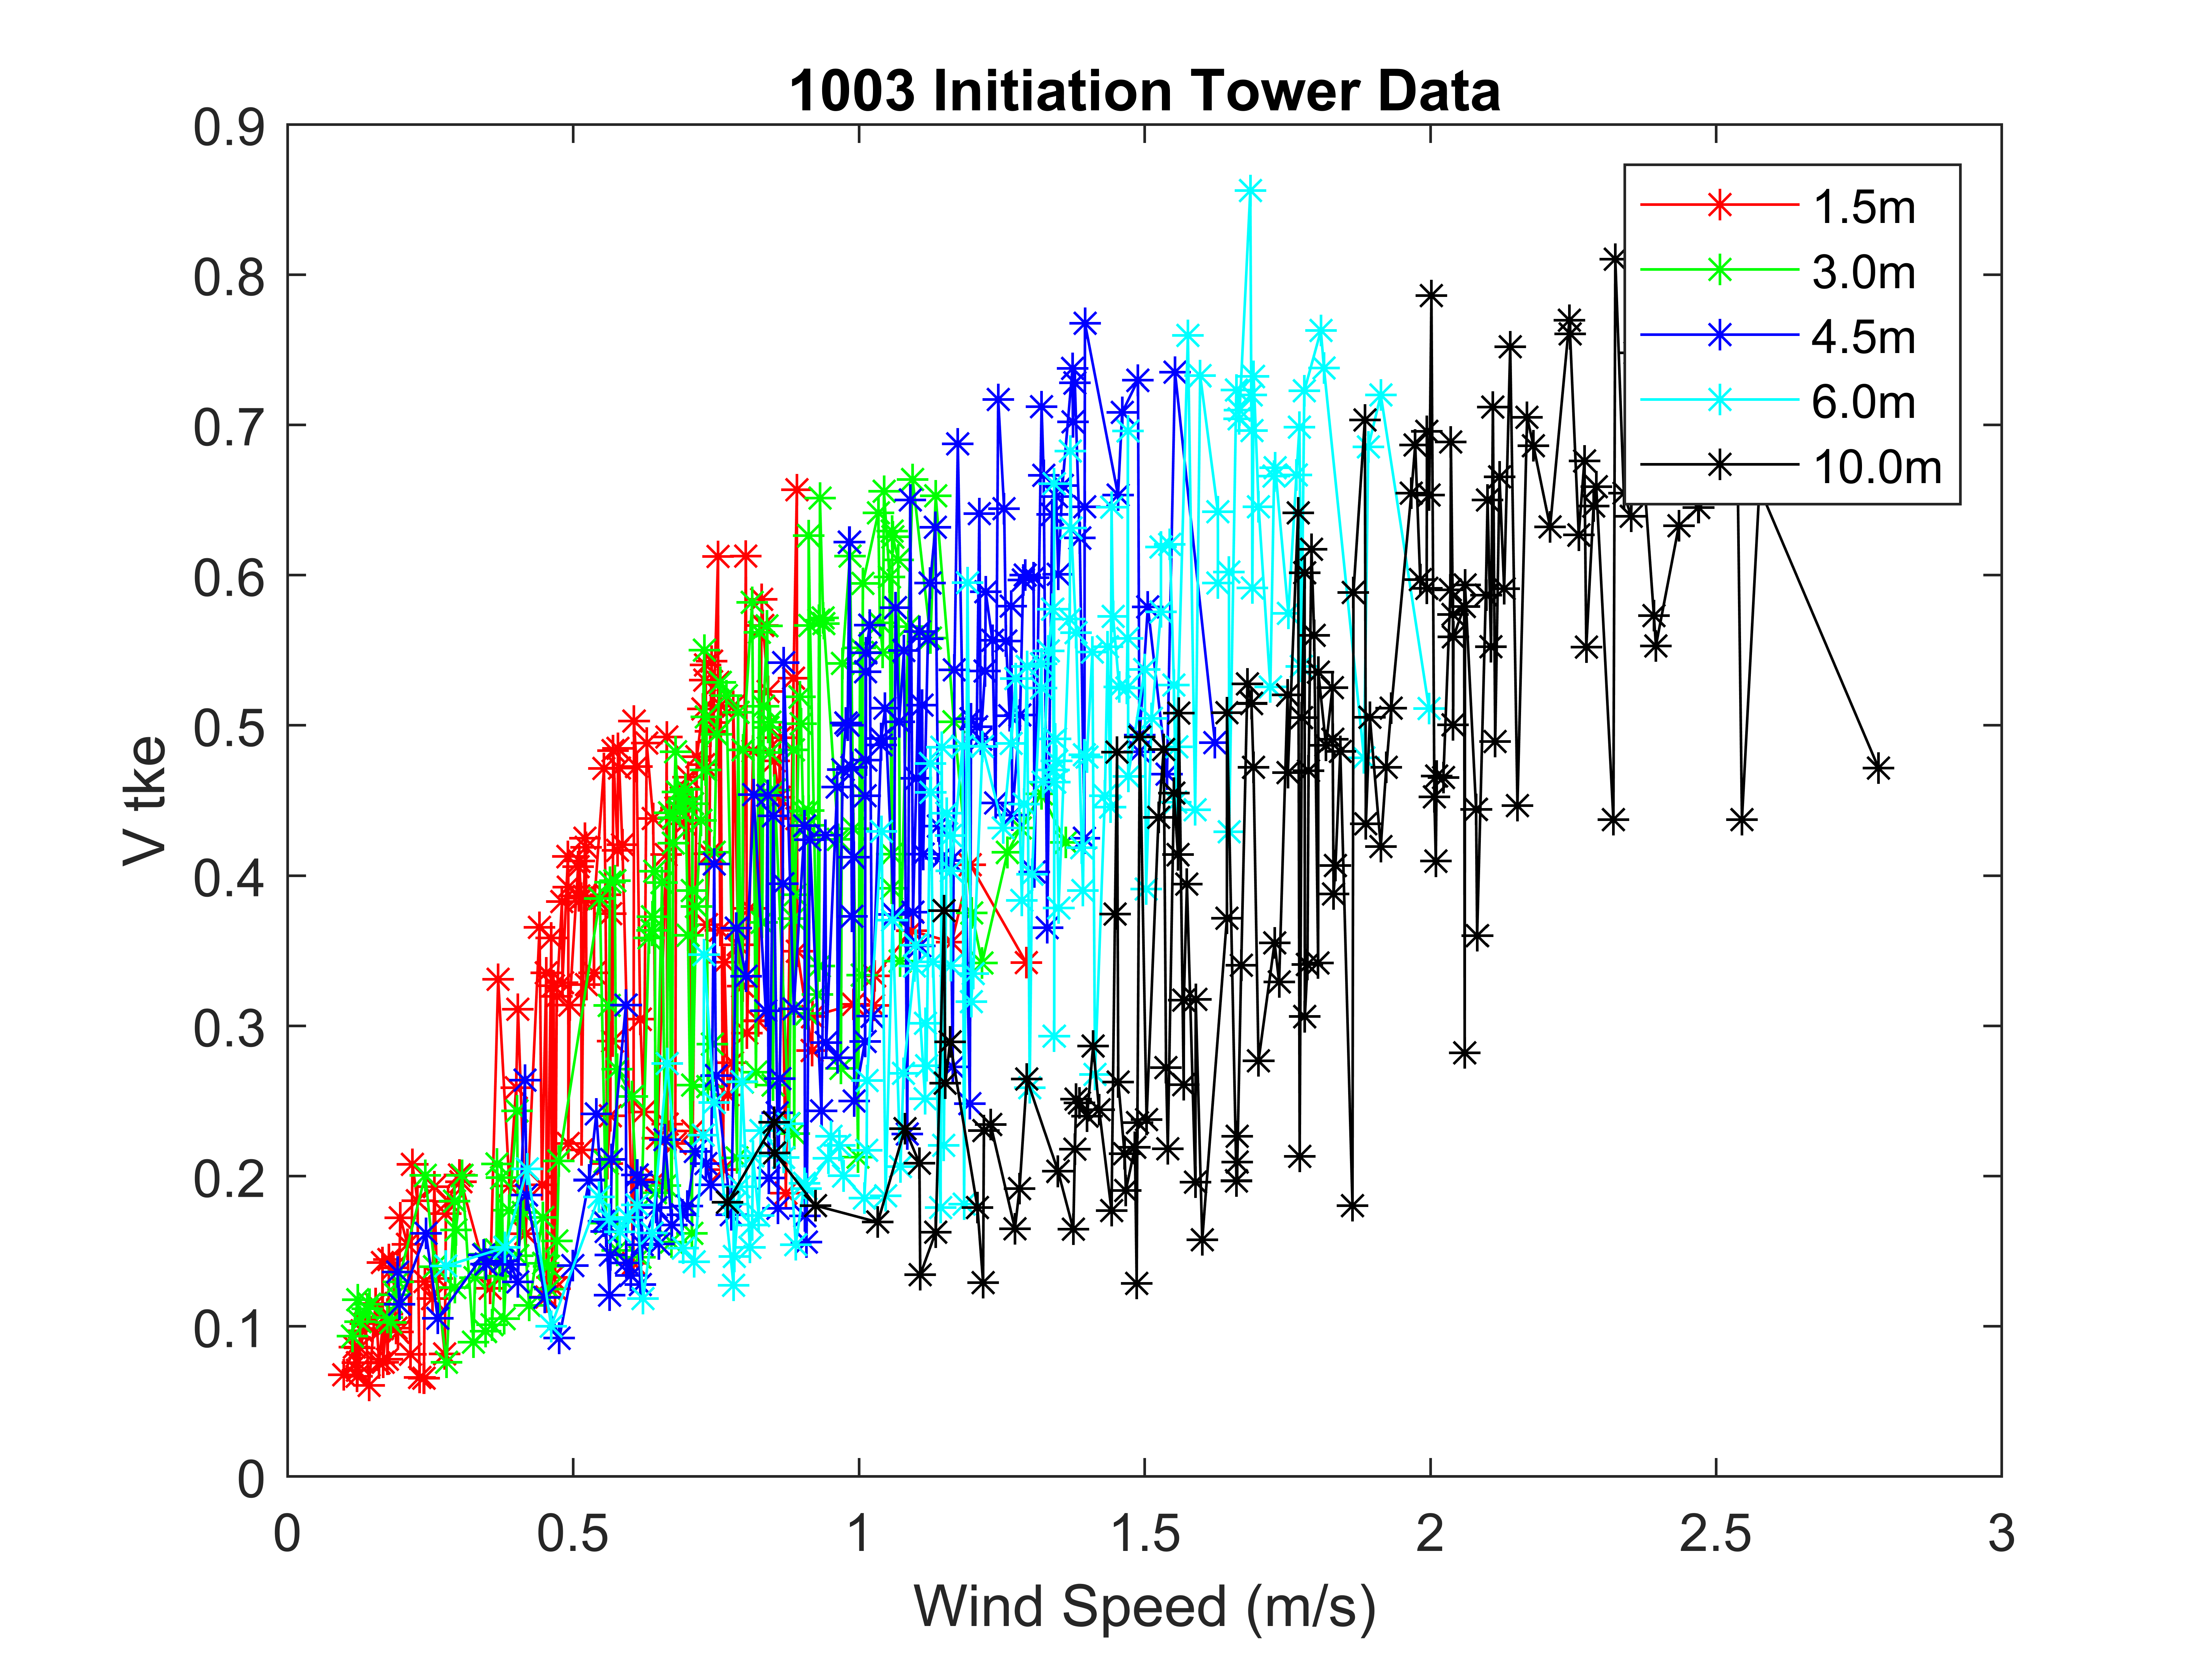 1003 Initiation Tower Data
0.9
0.8
0.7
0.6
0.5
0.4
0.3
0.2
0.1
0
V tke
1.5m
3.0m
4.5m
6.0m
10.0m
0 0.5 1 1.5 2 2.5 3
Wind Speed (m/s)